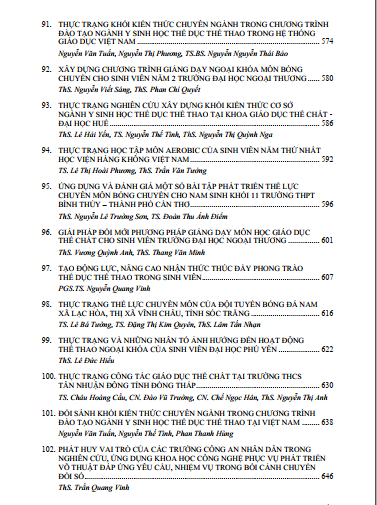 91. THỰC TRẠNG KHỐI KIẾN THỨC CHUYÊN NGÀNH TRONG CHƯƠNG TRÌNH
ĐÀO TẠO NGÀNH Y SINH HỌC THỂ DỤC THỂ THAO TRONG HỆ THỐNG
GIÁO DỤC VIỆT NAM 574
Nguyễn Văn Tuấn, Nguyễn Thị Phương, TS.BS. Nguyễn Nguyễn Thái Bảo
92. XÂY DỰNG CHƯƠNG TRÌNH GIẢNG DẠY NGOẠI KHÓA MÔN BÓNG
CHUYỀN CHO SINH VIÊN NĂM 2 TRƯỜNG ĐẠI HỌC NGOẠI THƯƠNG 580
ThS. Nguyễn Viết Sáng, ThS. Phan Chí Quyết
93. THỰC TRẠNG NGHIÊN CỨU XÂY DỰNG KHỐI KIẾN THỨC CƠ SỞ
NGÀNH Y SINH HỌC THỂ DỤC THỂ THAO TẠI KHOA GIÁO DỤC THỂ CHẤT -
ĐẠI HỌC HUẾ 586
ThS. Lê Hải Yến, TS. Nguyễn Thế Tình, ThS. Nguyễn Thị Quỳnh Nga
94. THỰC TRẠNG HỌC TẬP MÔN AEROBIC CỦA SINH VIÊN NĂM THỨ NHẤT
HỌC VIỆN HÀNG KHÔNG VIỆT NAM 592
TS. Lê Thị Hoài Phương, ThS. Trần Văn Tưởng
95. ỨNG DỤNG VÀ ĐÁNH GIÁ MỘT SỐ BÀI TẬP PHÁT TRIỂN THỂ LỰC
CHUYÊN MÔN BÓNG CHUYỀN CHO NAM SINH KHỐI 11 TRƯỜNG THPT
BÌNH THỦY – THÀNH PHỐ CẦN THƠ 596
ThS. Nguyễn Lê Trường Sơn, TS. Đoàn Thu Ánh Điểm
96. GIẢI PHÁP ĐỔI MỚI PHƯƠNG PHÁP GIẢNG DẠY MÔN HỌC GIÁO DỤC
THỂ CHẤT CHO SINH VIÊN TRƯỜNG ĐẠI HỌC NGOẠI THƯƠNG 601
ThS. Vương Quỳnh Anh, ThS. Thang Văn Minh
97. TẠO ĐỘNG LỰC, NÂNG CAO NHẬN THỨC THÚC ĐẨY PHONG TRÀO
THỂ DỤC THỂ THAO TRONG SINH VIÊN 607
PGS.TS. Nguyễn Quang Vinh
98. THỰC TRẠNG THỂ LỰC CHUYÊN MÔN CỦA ĐỘI TUYỂN BÓNG ĐÁ NAM
XÃ LẠC HÒA, THỊ XÃ VĨNH CHÂU, TỈNH SÓC TRĂNG 616
TS. Lê Bá Tường, TS. Đặng Thị Kim Quyên, ThS. Lâm Tấn Nhạn
99. THỰC TRẠNG VÀ NHỮNG NHÂN TỐ ẢNH HƯỞNG ĐẾN HOẠT ĐỘNG
THỂ THAO NGOẠI KHÓA CỦA SINH VIÊN ĐẠI HỌC PHÚ YÊN 622
ThS. Lê Đức Hiếu
100. THỰC TRẠNG CÔNG TÁC GIÁO DỤC THỂ CHẤT TẠI TRƯỜNG THCS
TÂN NHUẬN ĐÔNG TỈNH ĐỒNG THÁP 630
TS. Châu Hoàng Cầu, CN. Đào Vũ Trường, CN. Chế Ngọc Hân, ThS. Nguyễn Thị Anh
101. ĐỐI SÁNH KHỐI KIẾN THỨC CHUYÊN NGÀNH TRONG CHƯƠNG TRÌNH
ĐÀO TẠO NGÀNH Y SINH HỌC THỂ DỤC THỂ THAO TẠI VIỆT NAM 638
Nguyễn Văn Tuấn, Nguyễn Thế Tình, Phan Thanh Hùng
102. PHÁT HUY VAI TRÒ CỦA CÁC TRƯỜNG CÔNG AN NHÂN DÂN TRONG
NGHIÊN CỨU, ỨNG DỤNG KHOA HỌC CÔNG NGHỆ PHỤC VỤ PHÁT TRIỂN
VÕ THUẬT ĐÁP ỨNG YÊU CẦU, NHIỆM VỤ TRONG BỐI CẢNH CHUYỂN
ĐỔI SỐ 646
ThS. Trần Quang Vinh